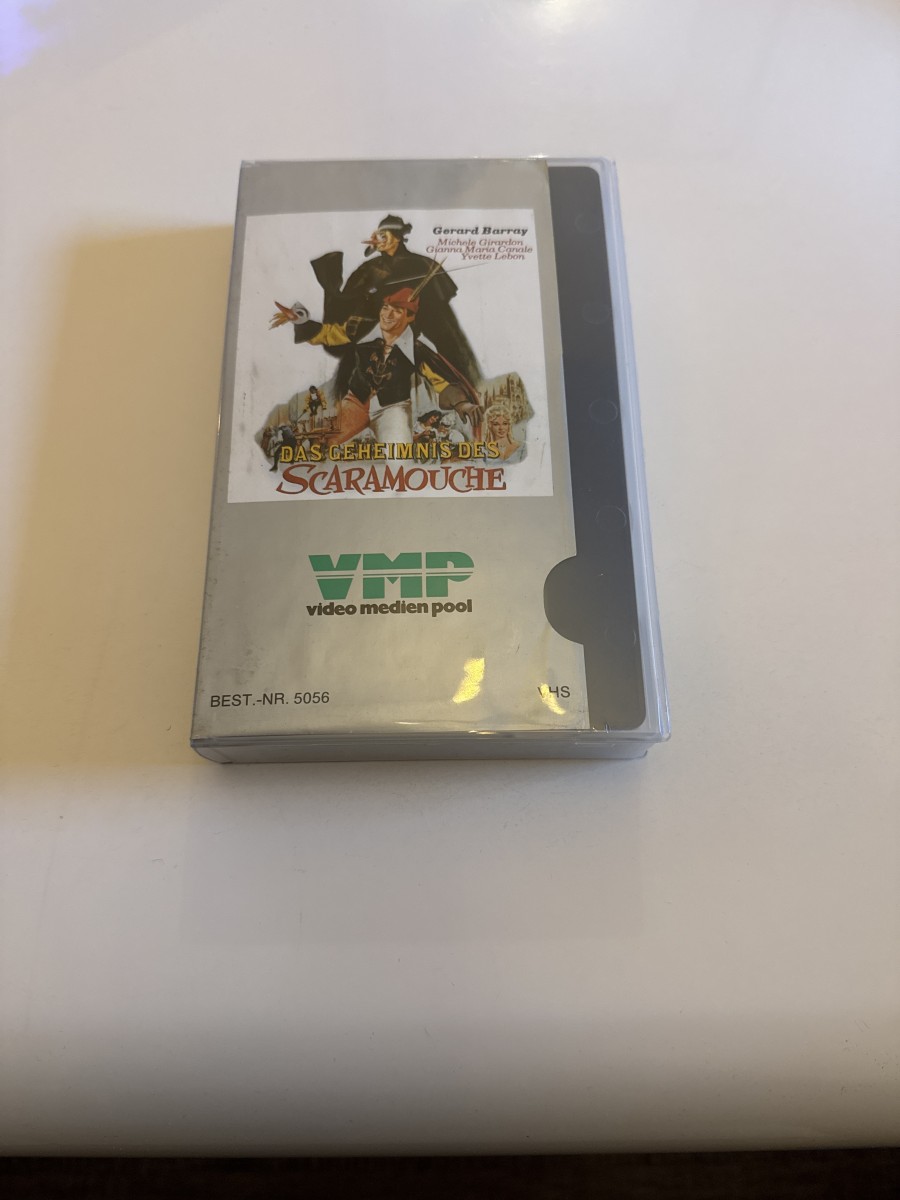 Gerard Barray
Michele Girardon
Gianna Maria Canale
Yvette Lebon
DAS GEHEIMNIS DES
SCARAMOUCHE
VMP
video medien pool
BEST.-NR. 5056
VHS